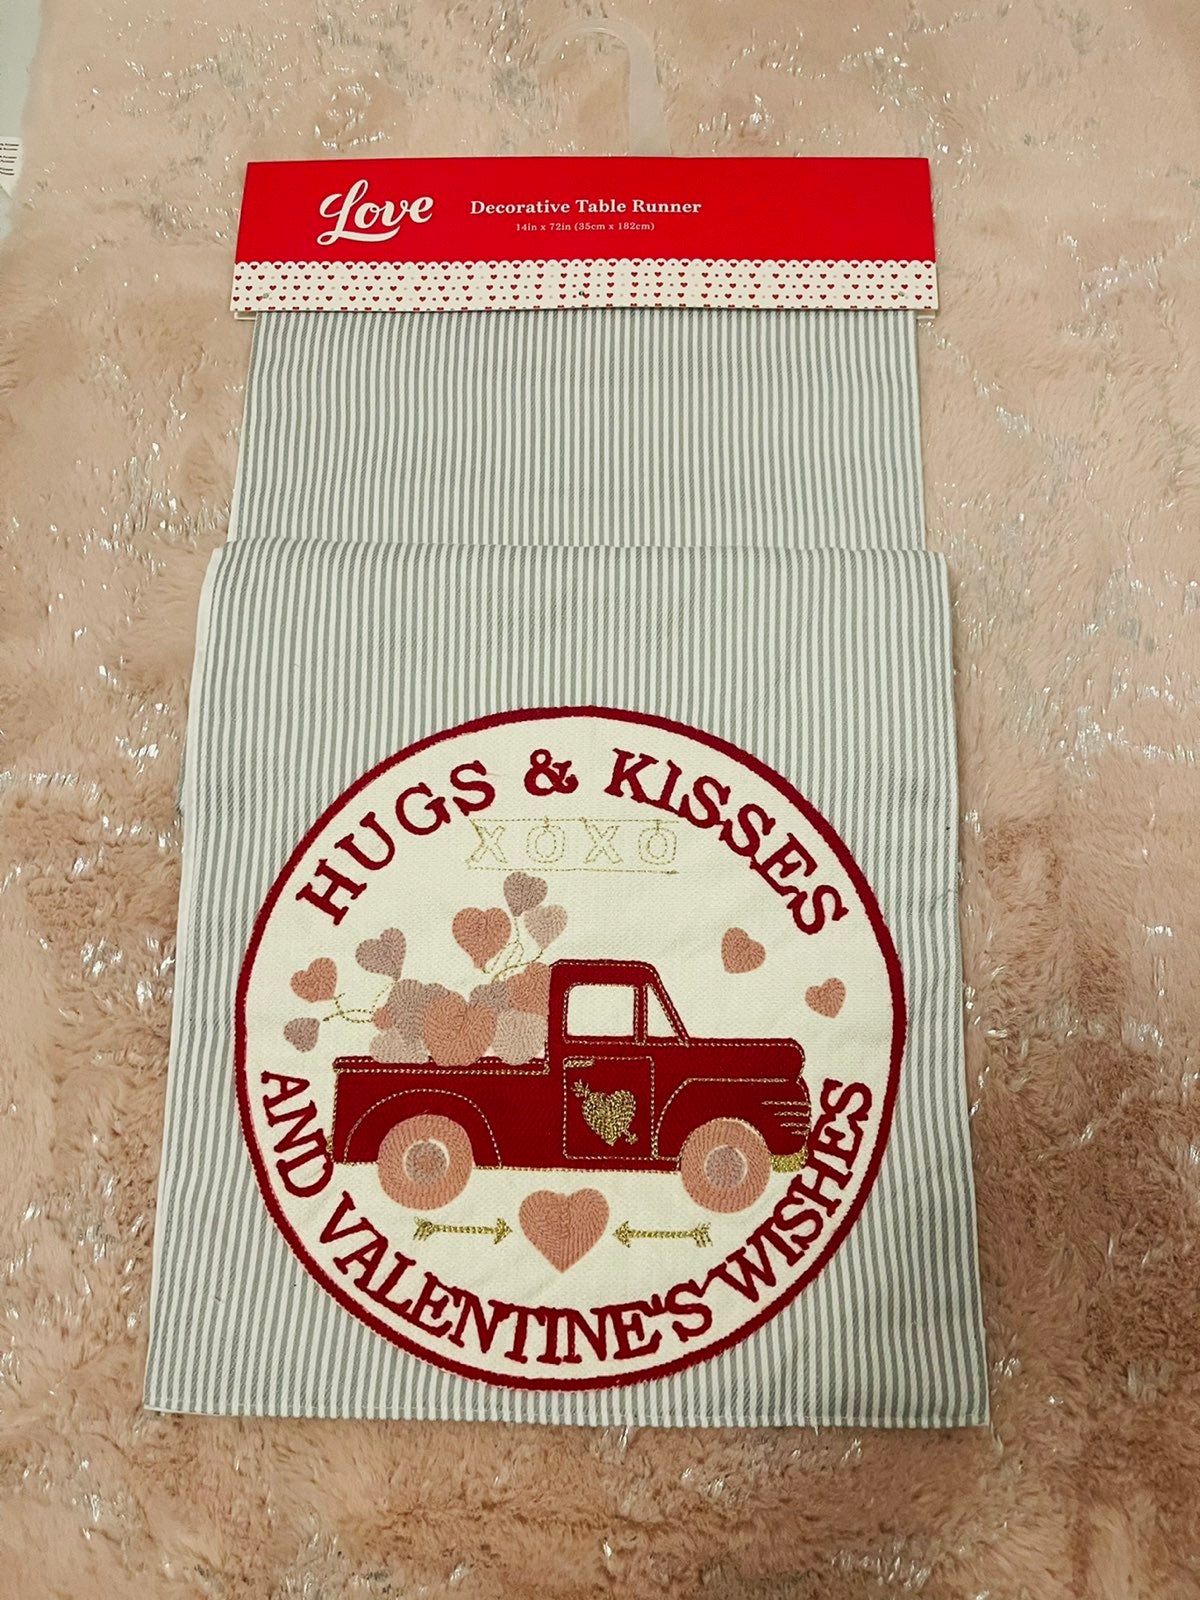 Love
Decorative Table Runner
14in x 72in (35cm x 182cm)
HUGS & KISSES
XOXO
AND VALENTINE'S WISHES